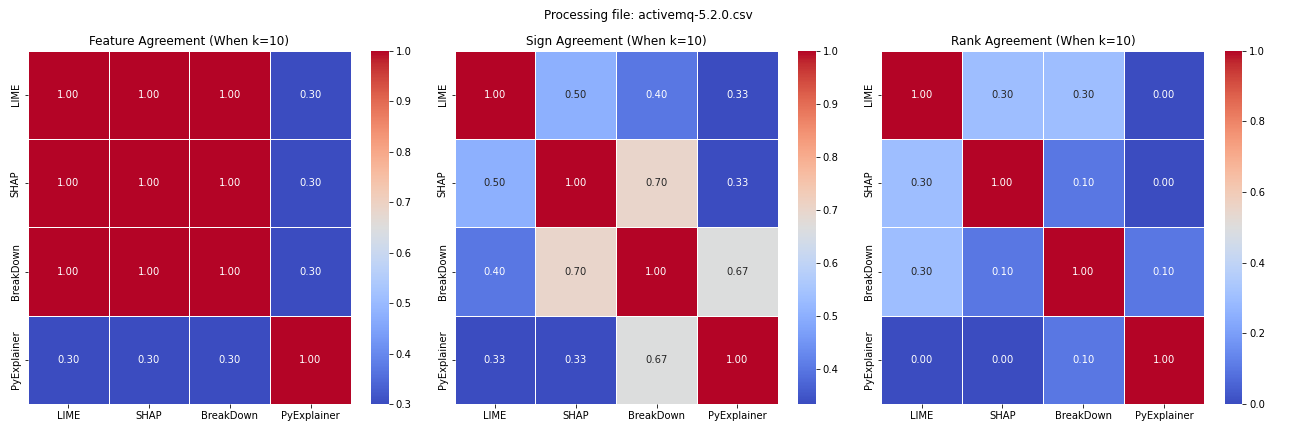 Processing file: activemq-5.2.0.csv
Feature Agreement (When k=10)
LIME 1.00 1.00 1.00 0.30
SHAP 1.00 1.00 1.00 0.30
BreakDown 1.00 1.00 1.00 0.30
PyExplainer 0.30 0.30 0.30 1.00
LIME SHAP BreakDown PyExplainer
1.0
0.9
0.8
0.7
0.6
0.5
0.4
0.3
Sign Agreement (When k=10)
LIME 1.00 0.50 0.40 0.33
SHAP 0.50 1.00 0.70 0.33
BreakDown 0.40 0.70 1.00 0.67
PyExplainer 0.33 0.33 0.67 1.00
LIME SHAP BreakDown PyExplainer
1.0
0.9
0.8
0.7
0.6
0.5
0.4
Rank Agreement (When k=10)
LIME 1.00 0.30 0.30 0.00
SHAP 0.30 1.00 0.10 0.00
BreakDown 0.30 0.10 1.00 0.10
PyExplainer 0.00 0.00 0.10 1.00
LIME SHAP BreakDown PyExplainer
1.0
0.8
0.6
0.4
0.2
0.0